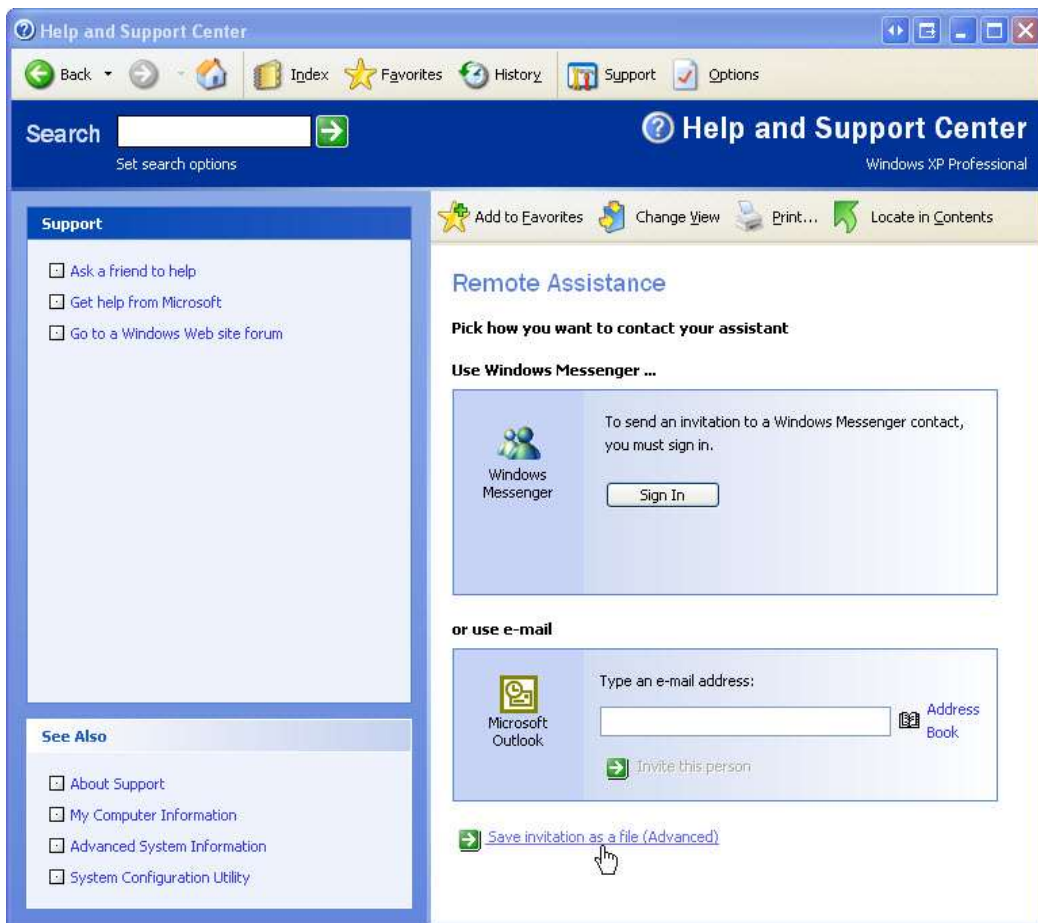 Help and Support Center
Back
Index
Favorites
History
Support
Options
Search
Set search options
Help and Support Center
Windows XP Professional
Support
Ask a friend to help
Get help from Microsoft
Go to a Windows Web site forum
See Also
About Support
My Computer Information
Advanced System Information
System Configuration Utility
Add to Favorites
Change View
Print...
Locate in Contents
Remote Assistance
Pick how you want to contact your assistant
Use Windows Messenger ...
Windows
Messenger
To send an invitation to a Windows Messenger contact,
you must sign in.
Sign In
or use e-mail
Microsoft
Outlook
Type an e-mail address:
Address
Book
Invite this person
Save invitation as a file (Advanced)